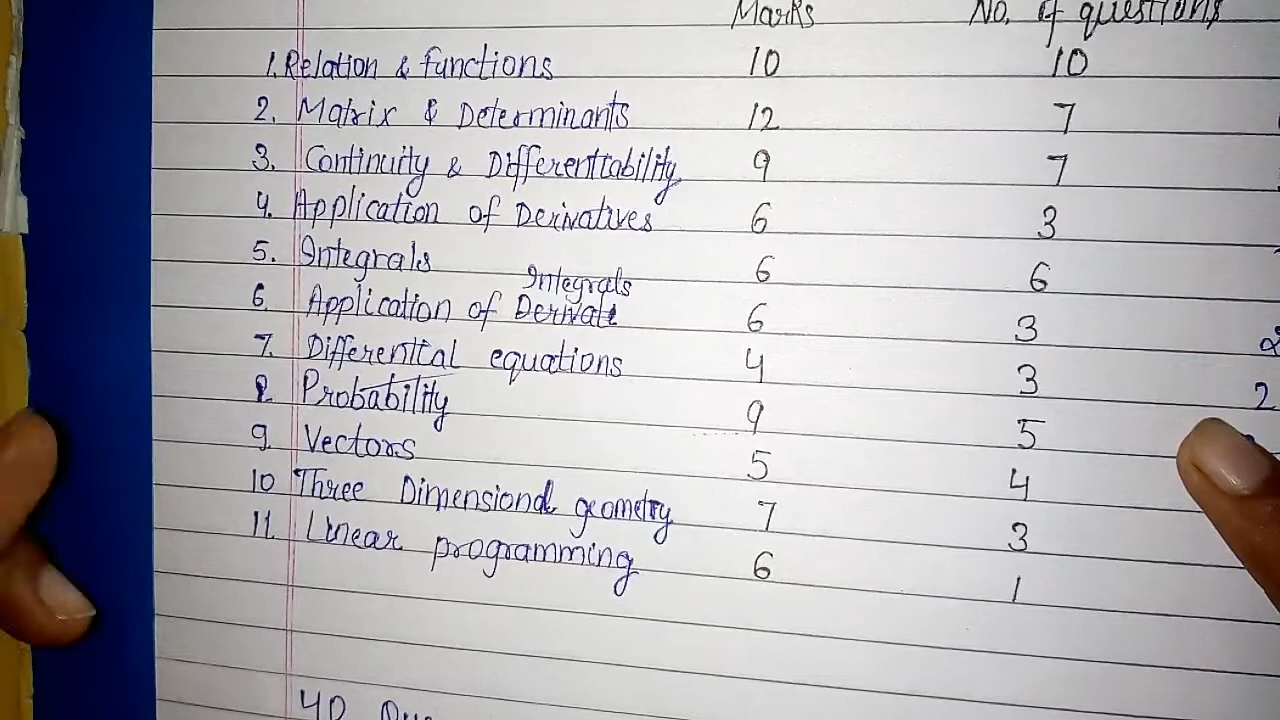 Marks No. of questions
1. Relation & functions 10 10
2. Matrix & Determinants 12 7
3. Continuity & Differentiability 9 7
4. Application of Derivatives 6 3
5. Integrals 6 6
Integrals
6 Application of Derivate 6 3
7. Differential equations 4 3 2
8 Probability 9 5
9. Vectors 5 4
10 Three Dimensional geometry 7 3
11. Linear programming 6 1
40